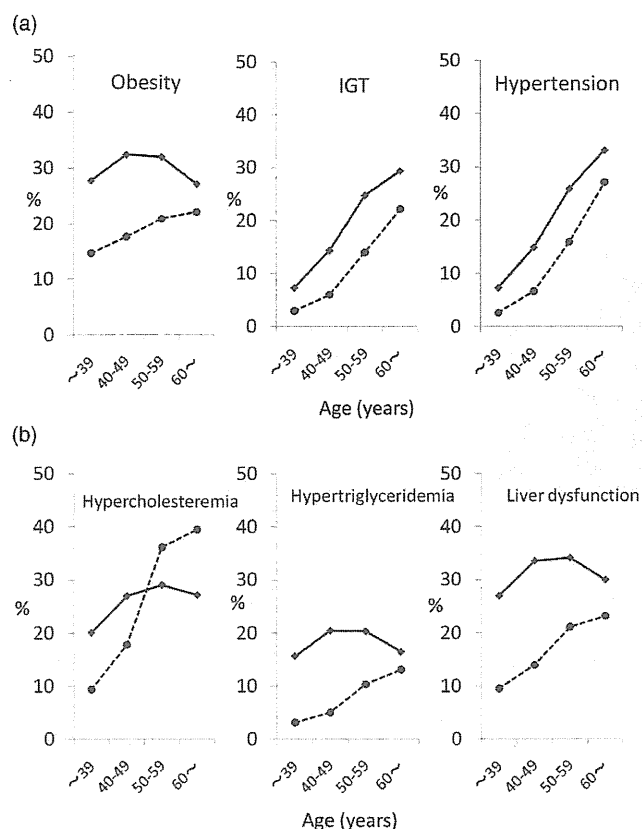 (a)
Obesity IGT Hypertension
50 50 50
40 40 40
30 30 30
% % %
20 20 20
10 10 10
0 0 0
~39 40-49 50-59 60~ ~39 40-49 50-59 60~ ~39 40-49 50-59 60~
Age (years)
(b)
50 50 50
Hypercholesteremia Hypertriglyceridemia Liver dysfunction
40 40 40
30 30 30
% % %
20 20 20
10 10 10
0 0 0
~39 40-49 50-59 60~ ~39 40-49 50-59 60~ ~39 40-49 50-59 60~
Age (years)